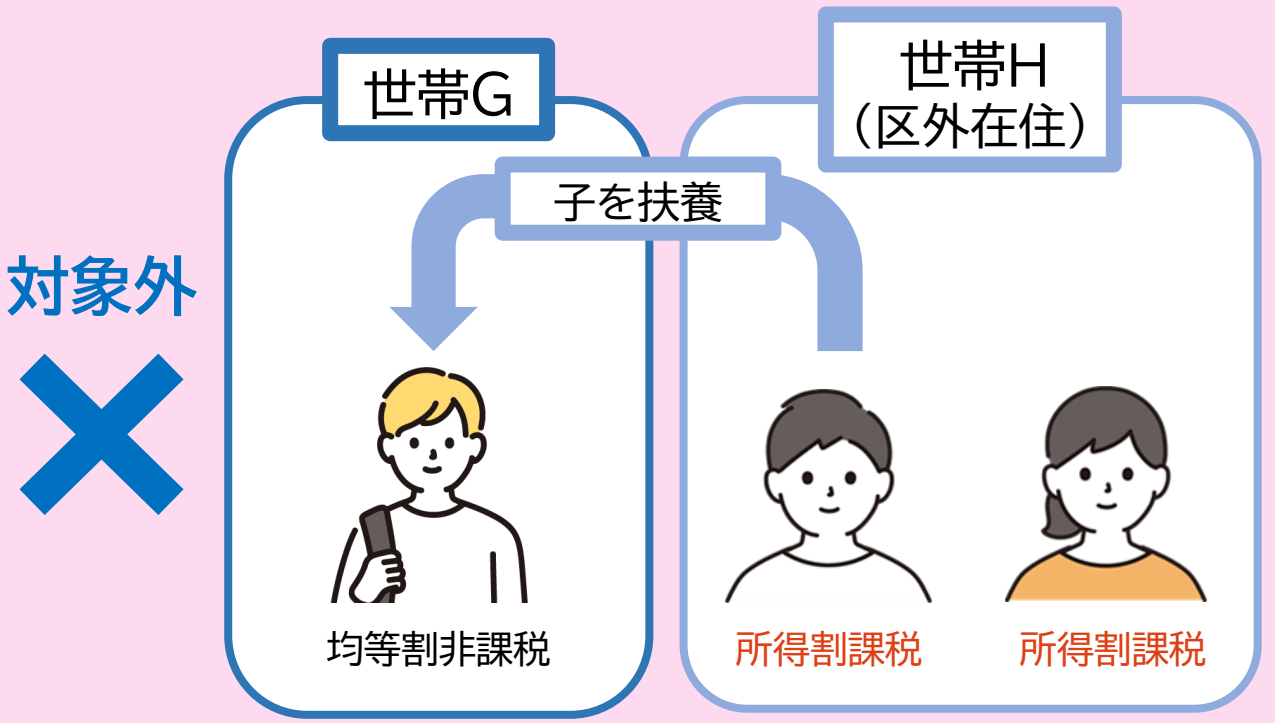 世帯G
世帯H
（区外在住）
子を扶養
対象外
均等割非課税
所得割課税
所得割課税